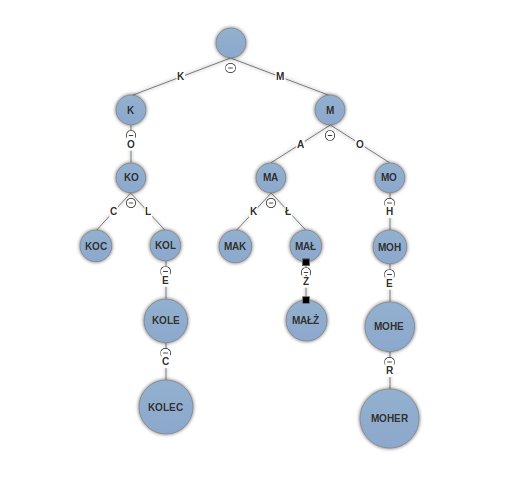 K M
K M
O A O
KO MA MO
C L K Ł H
KOC KOL MAK MAŁ MOH
E Ż E
KOLE MAŁŻ MOHE
C R
KOLEC MOHER